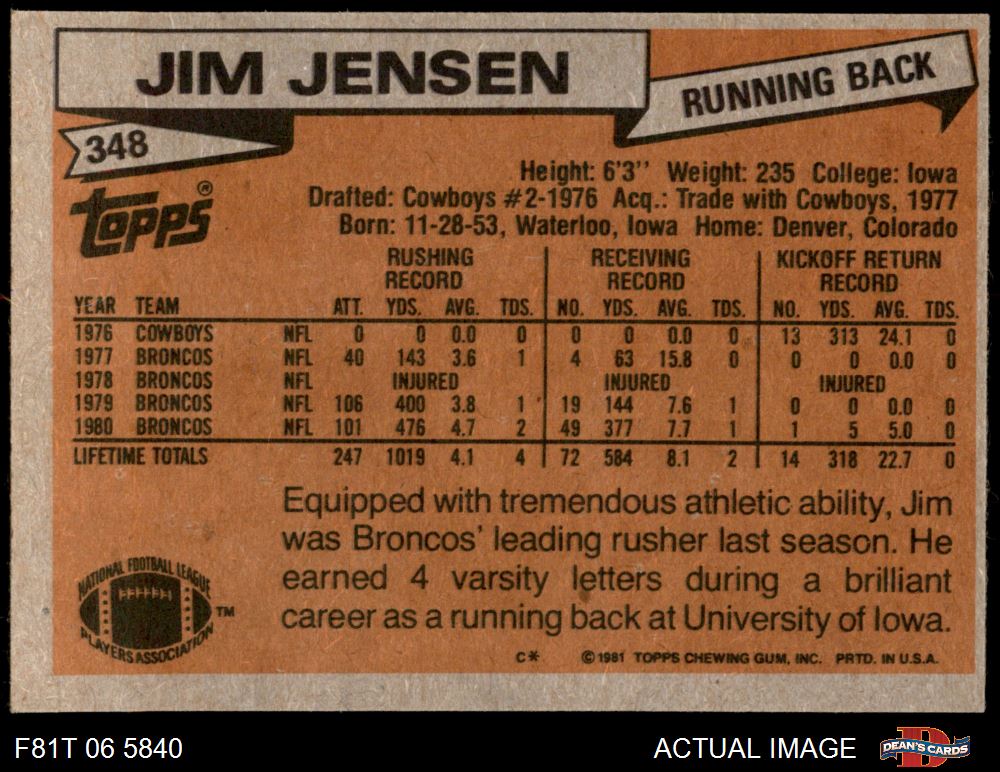 JIM JENSEN
RUNNING BACK
348
Topps®
Height: 6'3'' Weight: 235 College: Iowa
Drafted: Cowboys #2-1976 Acq.: Trade with Cowboys, 1977
Born: 11-28-53, Waterloo, Iowa Home: Denver, Colorado
RUSHING RECORD RECEIVING RECORD KICKOFF RETURN RECORD
YEAR TEAM ATT. YDS. AVG. TDS. NO. YDS. AVG. TDS. NO. YDS. AVG. TDS.
1976 COWBOYS NFL 0 0 0.0 0 0 0 0.0 0 13 313 24.1 0
1977 BRONCOS NFL 40 143 3.6 1 4 63 15.8 0 0 0 0.0 0
1978 BRONCOS NFL INJURED INJURED INJURED
1979 BRONCOS NFL 106 400 3.8 1 19 144 7.6 1 0 0 0.0 0
1980 BRONCOS NFL 101 476 4.7 2 49 377 7.7 1 1 5 5.0 0
LIFETIME TOTALS 247 1019 4.1 4 72 584 8.1 2 14 318 22.7 0
Equipped with tremendous athletic ability, Jim
was Broncos' leading rusher last season. He
earned 4 varsity letters during a brilliant
career as a running back at University of Iowa.
NATIONAL FOOTBALL LEAGUE
PLAYERS ASSOCIATION
™
C* ©1981 TOPPS CHEWING GUM, INC. PRTD. IN U.S.A.
F81T 06 5840
ACTUAL IMAGE
D
DEAN'S CARDS